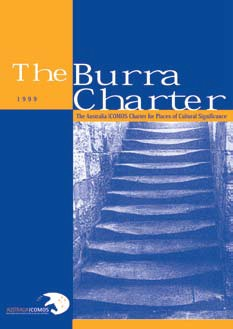 The Burra
1999
Charter
The Australia ICOMOS Charter for Places of Cultural Significance
AUSTRALIA ICOMOS